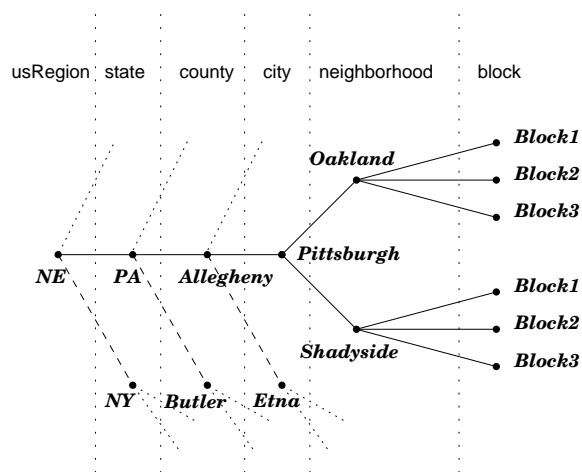 usRegion state county city neighborhood block
Block1
Oakland
Block2
Block3
Pittsburgh
NE PA Allegheny
Block1
Block2
Shadyside
Block3
NY Butler Etna